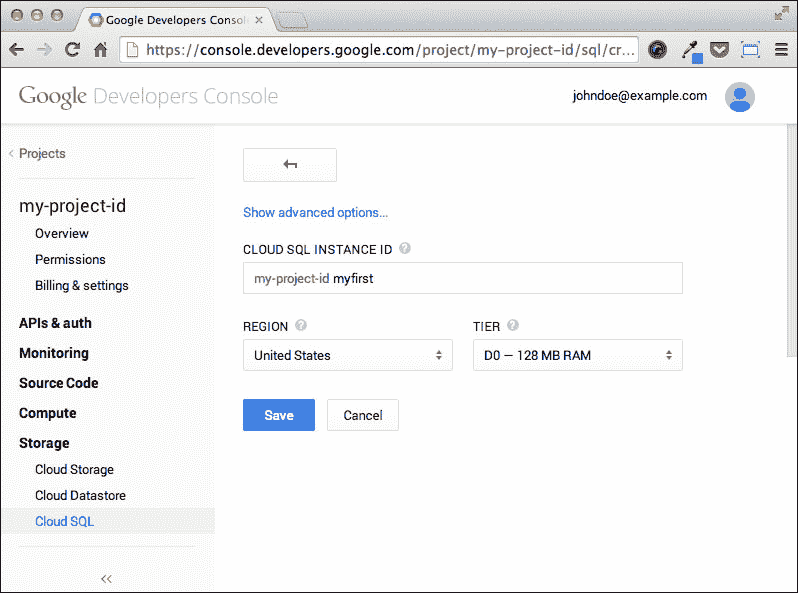 Google Developers Conso
https://console.developers.google.com/project/my-project-id/sql/cr...
Google Developers Console
johndoe@example.com
Projects
my-project-id
Overview
Permissions
Billing & settings
APIs & auth
Monitoring
Source Code
Compute
Storage
Cloud Storage
Cloud Datastore
Cloud SQL
Show advanced options...
CLOUD SQL INSTANCE ID ?
my-project-id myfirst
REGION ? TIER ?
United States D0 — 128 MB RAM
Save Cancel